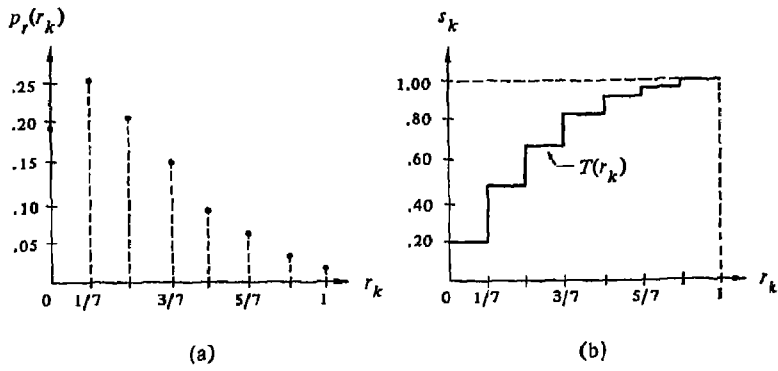 p_r(r_k)
.25
.20
.15
.10
.05
0 1/7 3/7 5/7 1 r_k
(a)
s_k
1.00
.80
.60
.40
.20
T(r_k)
0 1/7 3/7 5/7 1 r_k
(b)